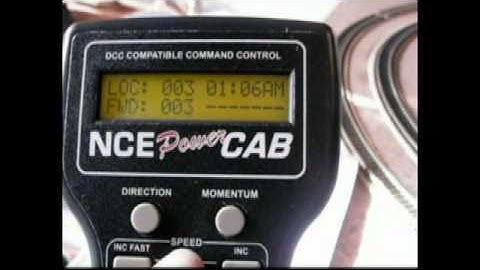 DCC COMPATIBLE COMMAND CONTROL
LOC: 003 01:06AM
FWD: 003 -------
NCE Power CAB
DIRECTION MOMENTUM
SPEED
INC FAST INC